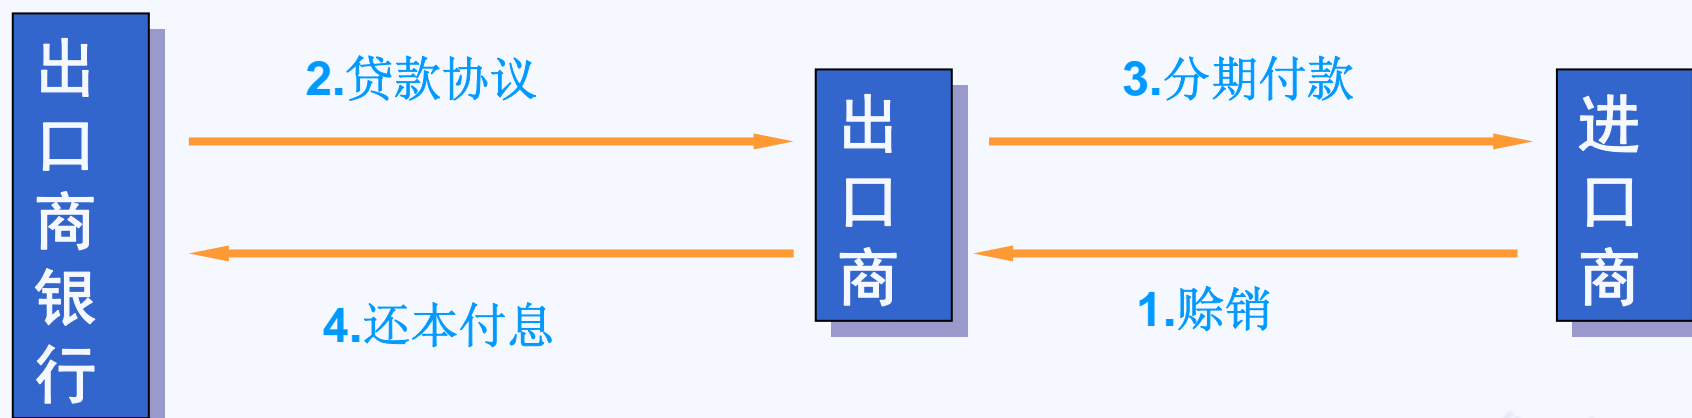 出口商银行
2.贷款协议
4.还本付息
出口商
3.分期付款
1.赊销
进口商